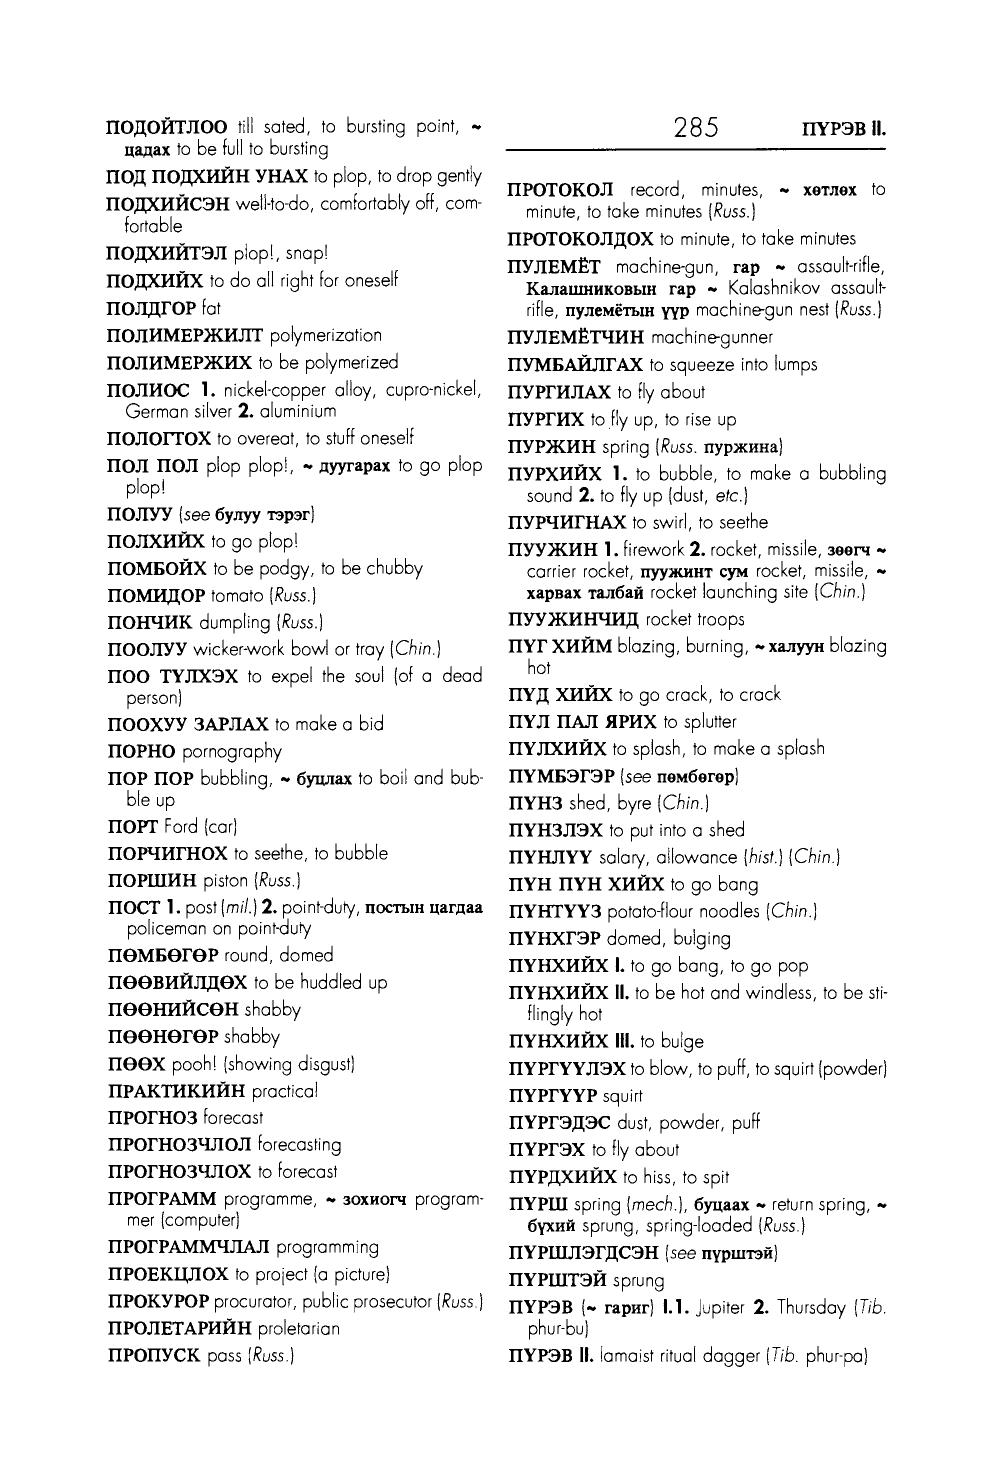 ПОДОЙТЛОО till sated, to bursting point, ~
цадах to be full to bursting
ПОД ПОДХИЙН УНАХ to plop, to drop gently
ПОДХИЙСЭН well-to-do, comfortably off, com-
fortable
ПОДХИЙТЭЛ plop!, snap!
ПОДХИЙХ to do all right for oneself
ПОЛДГОР fat
ПОЛИМЕРЖИЛТ polymerization
ПОЛИМЕРЖИХ to be polymerized
ПОЛИОС 1. nickel-copper alloy, cupro-nickel,
German silver 2. aluminium
ПОЛОГТОХ to overeat, to stuff oneself
ПОЛ ПОЛ plop plop!, ~ дуугарах to go plop
plop!
ПОЛУУ (see булуу тэрэг)
ПОЛХИЙХ to go plop!
ПОМБОЙХ to be podgy, to be chubby
ПОМИДОР tomato (Russ.)
ПОНЧИК dumpling (Russ.)
ПООЛУУ wicker-work bowl or tray (Chin.)
ПОО ТҮЛХЭХ to expel the soul (of a dead
person)
ПООХУУ ЗАРЛАХ to make a bid
ПОРНО pornography
ПОР ПОР bubbling, ~ буцлах to boil and bub-
ble up
ПОРТ Ford (car)
ПОРЧИГНОХ to seethe, to bubble
ПОРШИН piston (Russ.)
ПОСТ 1. post (mil.) 2. point-duty, постын цагдаа
policeman on point-duty
ПӨМБӨГӨР round, domed
ПӨӨВИЙЛДӨХ to be huddled up
ПӨӨНИЙСӨН shabby
ПӨӨНӨГӨР shabby
ПӨӨХ pooh! (showing disgust)
ПРАКТИКИЙН practical
ПРОГНОЗ forecast
ПРОГНОЗЧЛОЛ forecasting
ПРОГНОЗЧЛОХ to forecast
ПРОГРАММ programme, ~ зохиогч program-
mer (computer)
ПРОГРАММЧЛАЛ programming
ПРОЕКЦЛОХ to project (a picture)
ПРОКУРОР procurator, public prosecutor (Russ.)
ПРОЛЕТАРИЙН proletarian
ПРОПУСК pass (Russ.)
285 ПҮРЭВ II.
ПРОТОКОЛ record, minutes, ~ хөтлөх to
minute, to take minutes (Russ.)
ПРОТОКОЛДОХ to minute, to take minutes
ПУЛЕМЁТ machine-gun, гар ~ assault-rifle,
Калашниковын гар ~ Kalashnikov assault-
rifle, пулемётын үүр machine-gun nest (Russ.)
ПУЛЕМЁТЧИН machine-gunner
ПУМБАЙЛГАХ to squeeze into lumps
ПУРГИЛАХ to fly about
ПУРГИХ to fly up, to rise up
ПУРЖИН spring (Russ. пуржина)
ПУРХИЙХ 1. to bubble, to make a bubbling
sound 2. to fly up (dust, etc.)
ПУРЧИГНАХ to swirl, to seethe
ПУУЖИН 1. firework 2. rocket, missile, зөөгч ~
carrier rocket, пуужинт сум rocket, missile, ~
харвах талбай rocket launching site (Chin.)
ПУУЖИНЧИД rocket troops
ПҮГ ХИЙМ blazing, burning, ~ халуун blazing
hot
ПҮД ХИЙХ to go crack, to crack
ПҮЛ ПАЛ ЯРИХ to splutter
ПҮЛХИЙХ to splash, to make a splash
ПҮМБЭГЭР (see пөмбөгөр)
ПҮНЗ shed, byre (Chin.)
ПҮНЗЛЭХ to put into a shed
ПҮНЛҮҮ salary, allowance (hist.) (Chin.)
ПҮН ПҮН ХИЙХ to go bang
ПҮНТҮҮЗ potato-flour noodles (Chin.)
ПҮНХГЭР domed, bulging
ПҮНХИЙХ I. to go bang, to go pop
ПҮНХИЙХ II. to be hot and windless, to be sti-
flingly hot
ПҮНХИЙХ III. to bulge
ПҮРГҮҮЛЭХ to blow, to puff, to squirt (powder)
ПҮРГҮҮР squirt
ПҮРГЭДЭС dust, powder, puff
ПҮРГЭХ to fly about
ПҮРДХИЙХ to hiss, to spit
ПҮРШ spring (mech.), буцаах ~ return spring, ~
бүхий sprung, spring-loaded (Russ.)
ПҮРШЛЭГДСЭН (see пүрштэй)
ПҮРШТЭЙ sprung
ПҮРЭВ (~ гариг) I.1. Jupiter 2. Thursday (Tib.
phur-bu)
ПҮРЭВ II. lamaist ritual dagger (Tib. phur-pa)